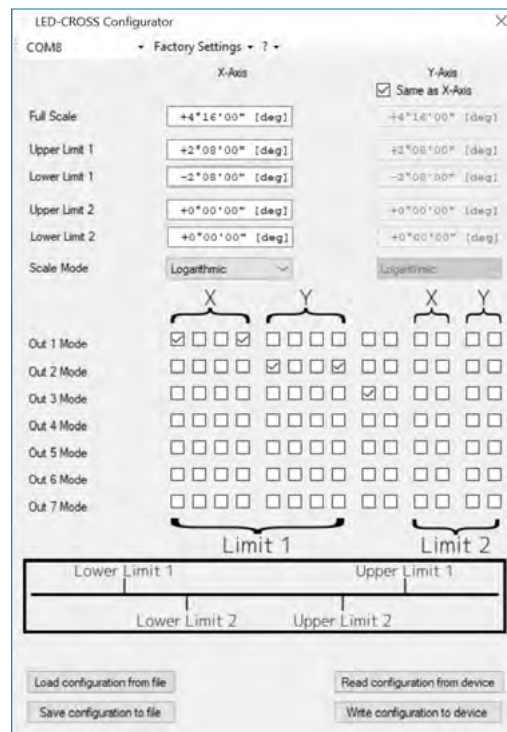 LED-CROSS Configurator
COM8 Factory Settings ?
X-Axis Y-Axis
Same as X-Axis
Full Scale +4°16'00" [deg] +4°16'00" [deg]
Upper Limit 1 +2°08'00" [deg] +2°08'00" [deg]
Lower Limit 1 -2°08'00" [deg] -2°08'00" [deg]
Upper Limit 2 +0°00'00" [deg] +0°00'00" [deg]
Lower Limit 2 +0°00'00" [deg] +0°00'00" [deg]
Scale Mode Logarithmic Logarithmic
X Y X Y
Out 1 Mode
Out 2 Mode
Out 3 Mode
Out 4 Mode
Out 5 Mode
Out 6 Mode
Out 7 Mode
Limit 1 Limit 2
Lower Limit 1 Upper Limit 1
Lower Limit 2 Upper Limit 2
Load configuration from file Read configuration from device
Save configuration to file Write configuration to device